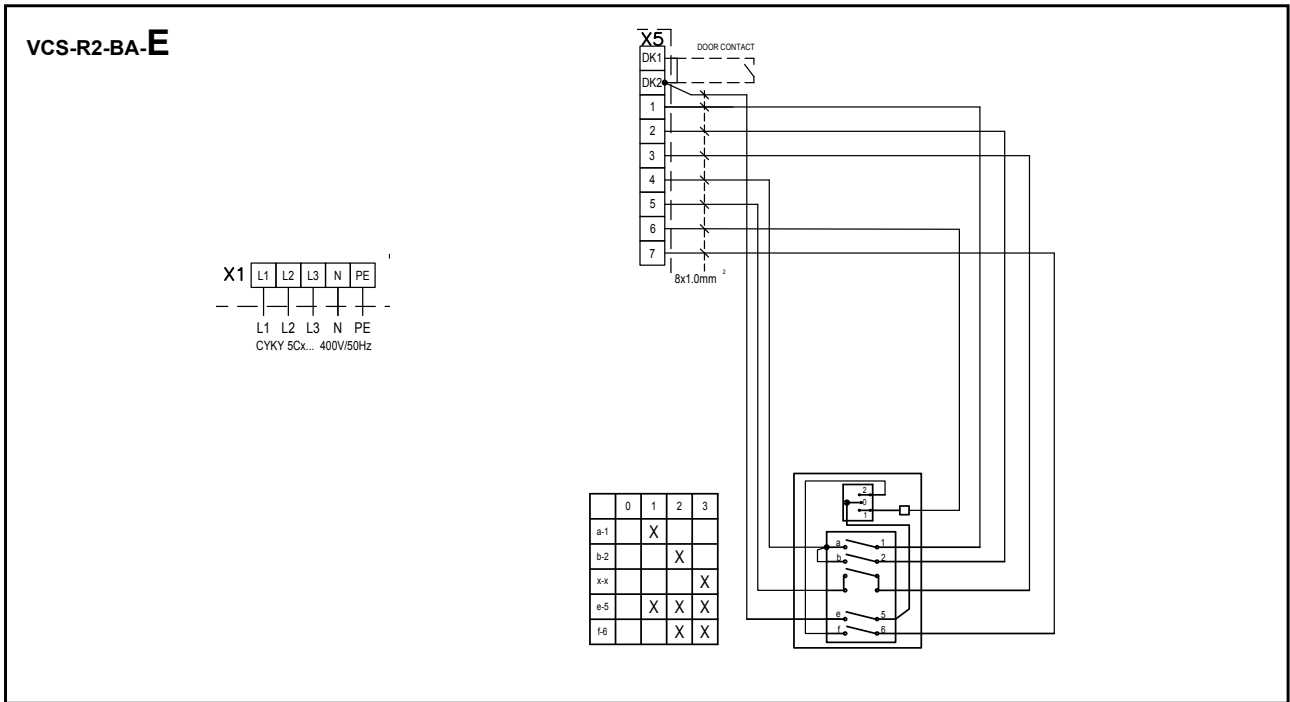 VCS-R2-BA-E
X5
DOOR CONTACT
DK1
DK2
1
2
3
4
5
6
7
8x1.0mm 2
X1 L1 L2 L3 N PE
L1 L2 L3 N PE
CYKY 5Cx... 400V/50Hz
0 1 2 3
a-1 X
b-2 X
x-x X
e-5 X X X
f-6 X X
2
0
1
a 1
b 2
e 5
f 6